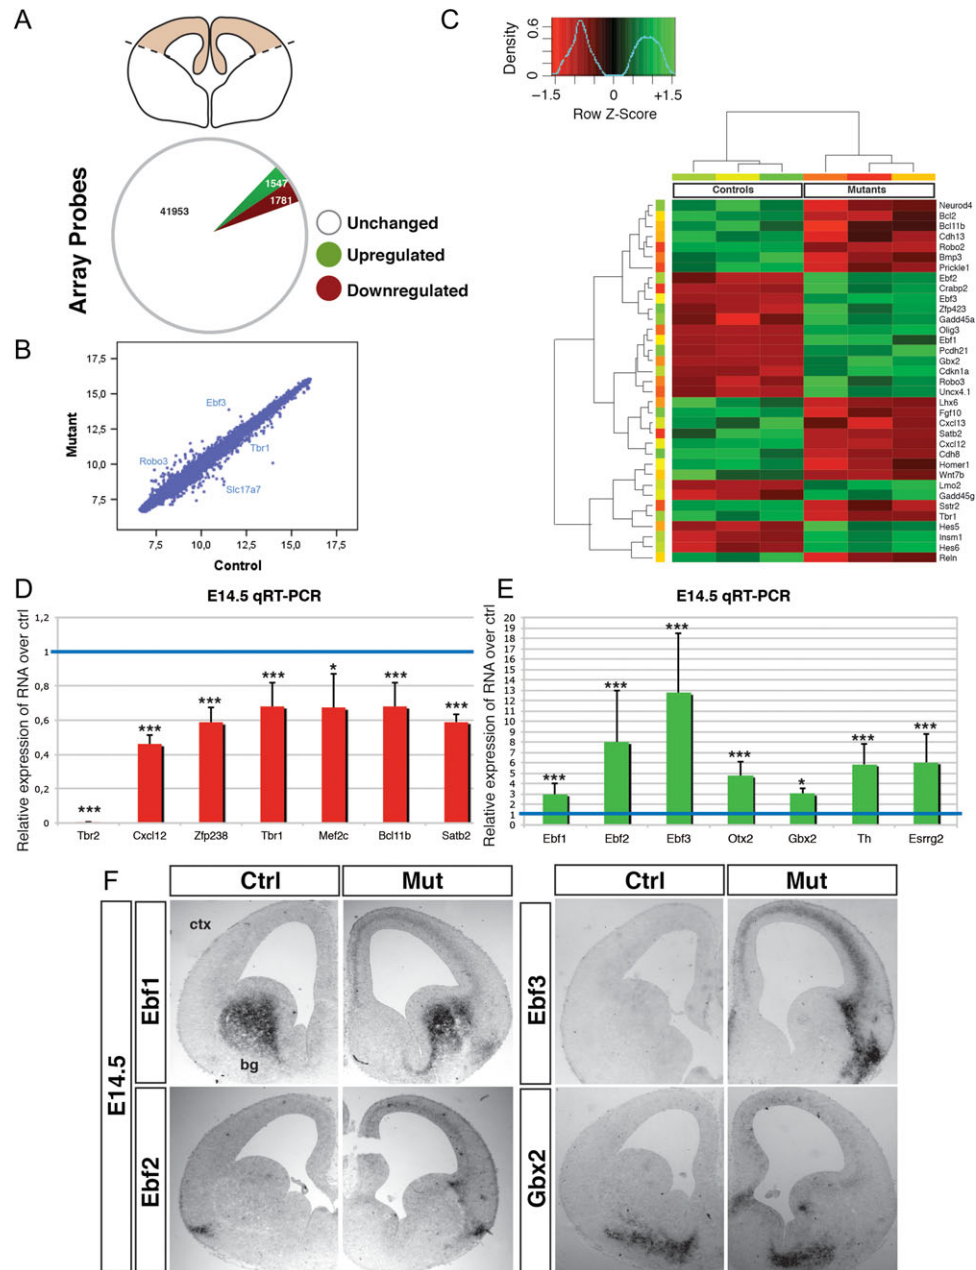 A
Array Probes
41953
1547
1781
Unchanged
Upregulated
Downregulated
B
Mutant
17,5
15,0
12,5
10,0
7,5
Ebf3
Tbr1
Robo3
Slc17a7
7,5 10,0 12,5 15,0 17,5
Control
C
Density
0 0.6
−1.5 0 +1.5
Row Z-Score
Controls Mutants
Neurod4
Bcl2
Bcl11b
Cdh13
Robo2
Bmp3
Prickle1
Ebf2
Crabp2
Ebf3
Zfp423
Gadd45a
Olig3
Ebf1
Pcdh21
Gbx2
Cdkn1a
Robo3
Uncx4.1
Lhx6
Fgf10
Cxcl13
Satb2
Cxcl12
Cdh8
Homer1
Wnt7b
Lmo2
Gadd45g
Sstr2
Tbr1
Hes5
Insm1
Hes6
Reln
D
E14.5 qRT-PCR
Relative expression of RNA over ctrl
1,2
1
0,8
0,6
0,4
0,2
0
*** *** *** *** * *** ***
Tbr2 Cxcl12 Zfp238 Tbr1 Mef2c Bcl11b Satb2
E
E14.5 qRT-PCR
Relative expression of RNA over ctrl
20
19
18
17
16
15
14
13
12
11
10
9
8
7
6
5
4
3
2
1
0
*** *** *** *** * *** ***
Ebf1 Ebf2 Ebf3 Otx2 Gbx2 Th Esrrg2
F
Ctrl Mut Ctrl Mut
E14.5
Ebf1
ctx
bg
Ebf3
Ebf2
Gbx2